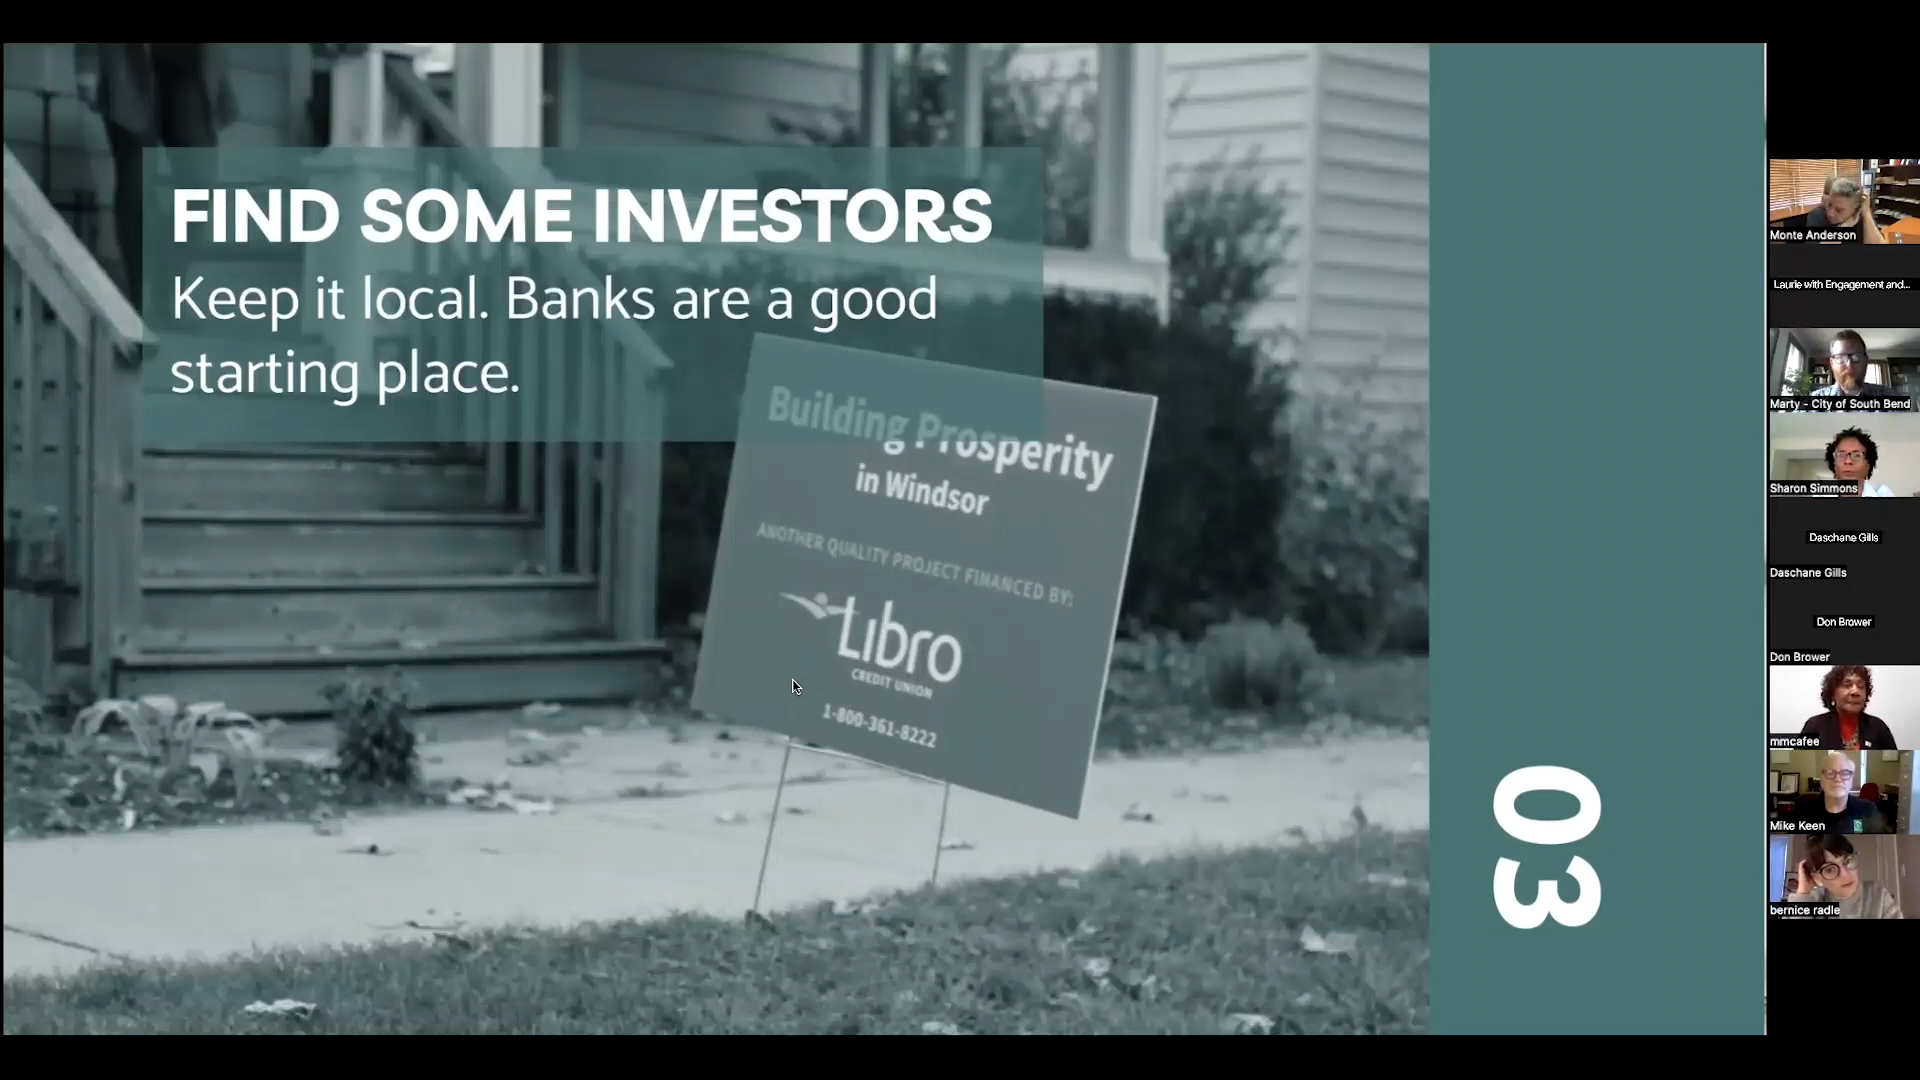 FIND SOME INVESTORS
Keep it local. Banks are a good
starting place.
Building Prosperity
in Windsor
ANOTHER QUALITY PROJECT FINANCED BY:
Libro
CREDIT UNION
1-800-361-8222
03
Monte Anderson
Laurie with Engagement and...
Marty - City of South Bend
Sharon Simmons
Daschane Gills
Daschane Gills
Don Brower
Don Brower
mmcafee
Mike Keen
bernice radle